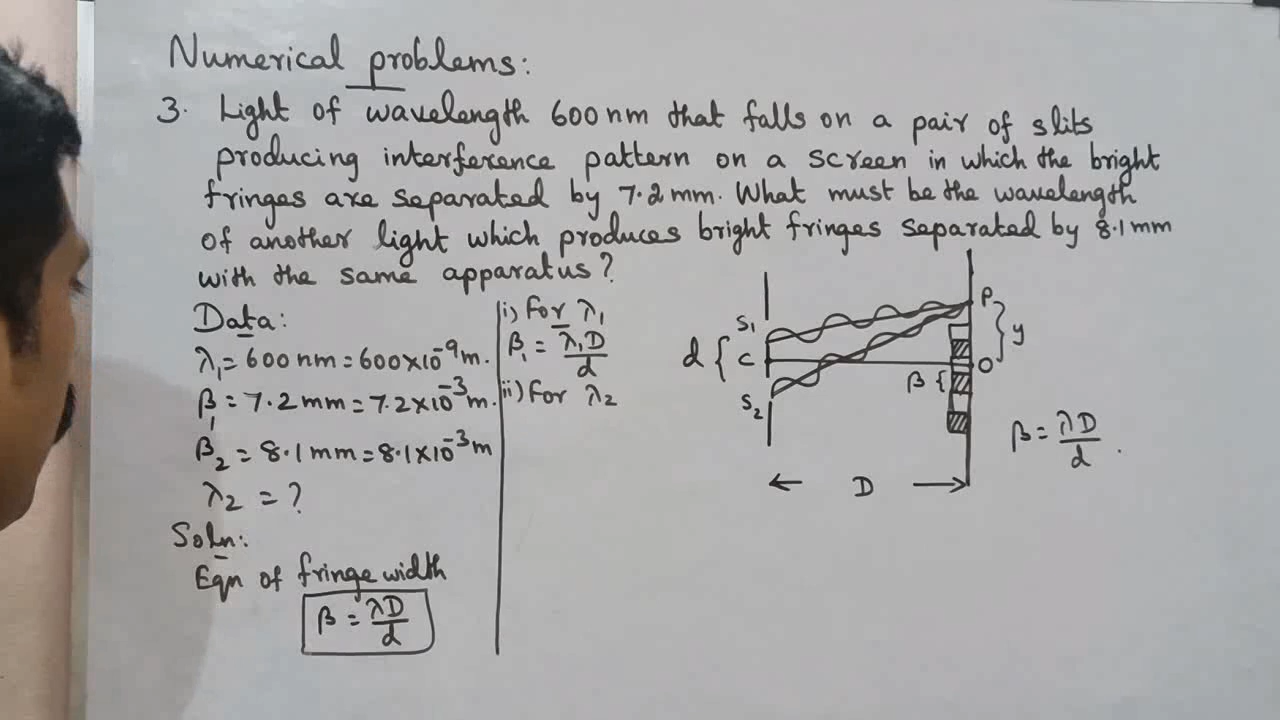 Numerical problems:
3. Light of wavelength 600 nm that falls on a pair of slits
producing interference pattern on a screen in which the bright
fringes are separated by 7.2 mm. What must be the wavelength
of another light which produces bright fringes separated by 8.1 mm
with the same apparatus?
Data:
λ₁ = 600 nm = 600×10⁻⁹ m.
β₁ = 7.2 mm = 7.2×10⁻³ m.
β₂ = 8.1 mm = 8.1×10⁻³ m
λ₂ = ?
Soln:
Eqn of fringe width
β = λD/d
i) For λ₁
β₁ = λ₁D/d
ii) For λ₂
S₁
d { C
S₂
P
} y
O
β {
D
β = λD/d .